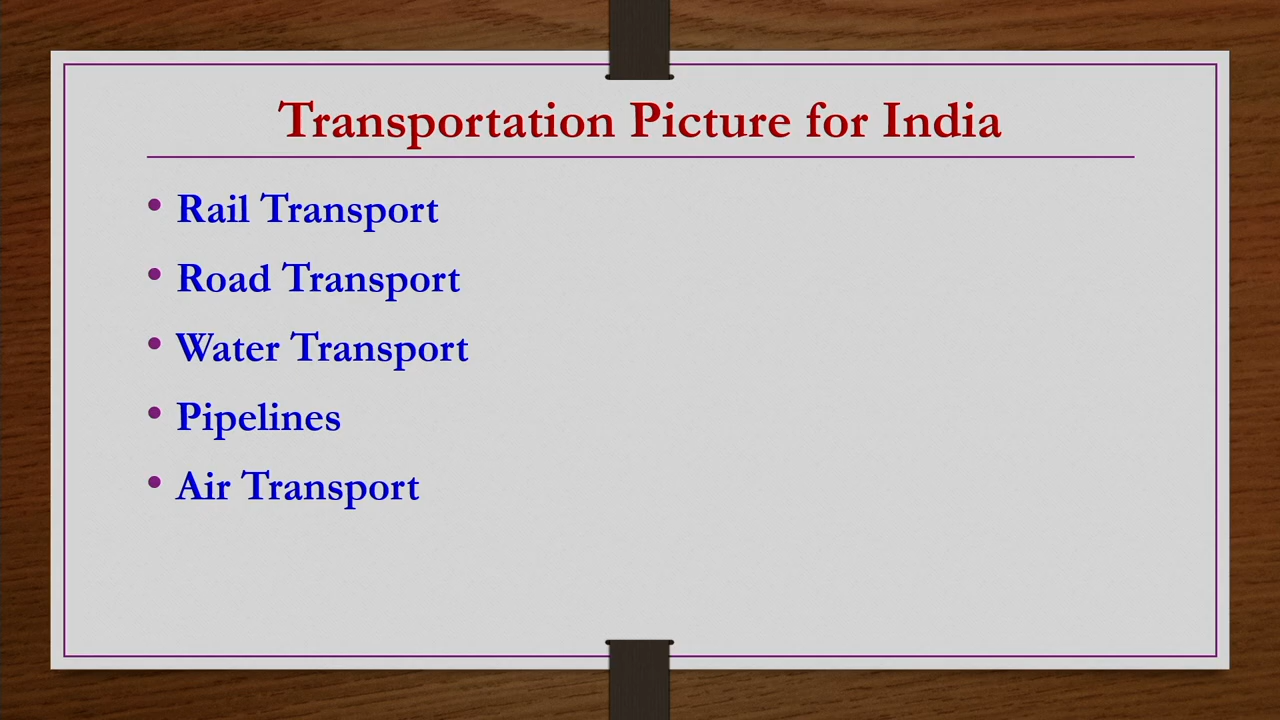 Transportation Picture for India
• Rail Transport
• Road Transport
• Water Transport
• Pipelines
• Air Transport